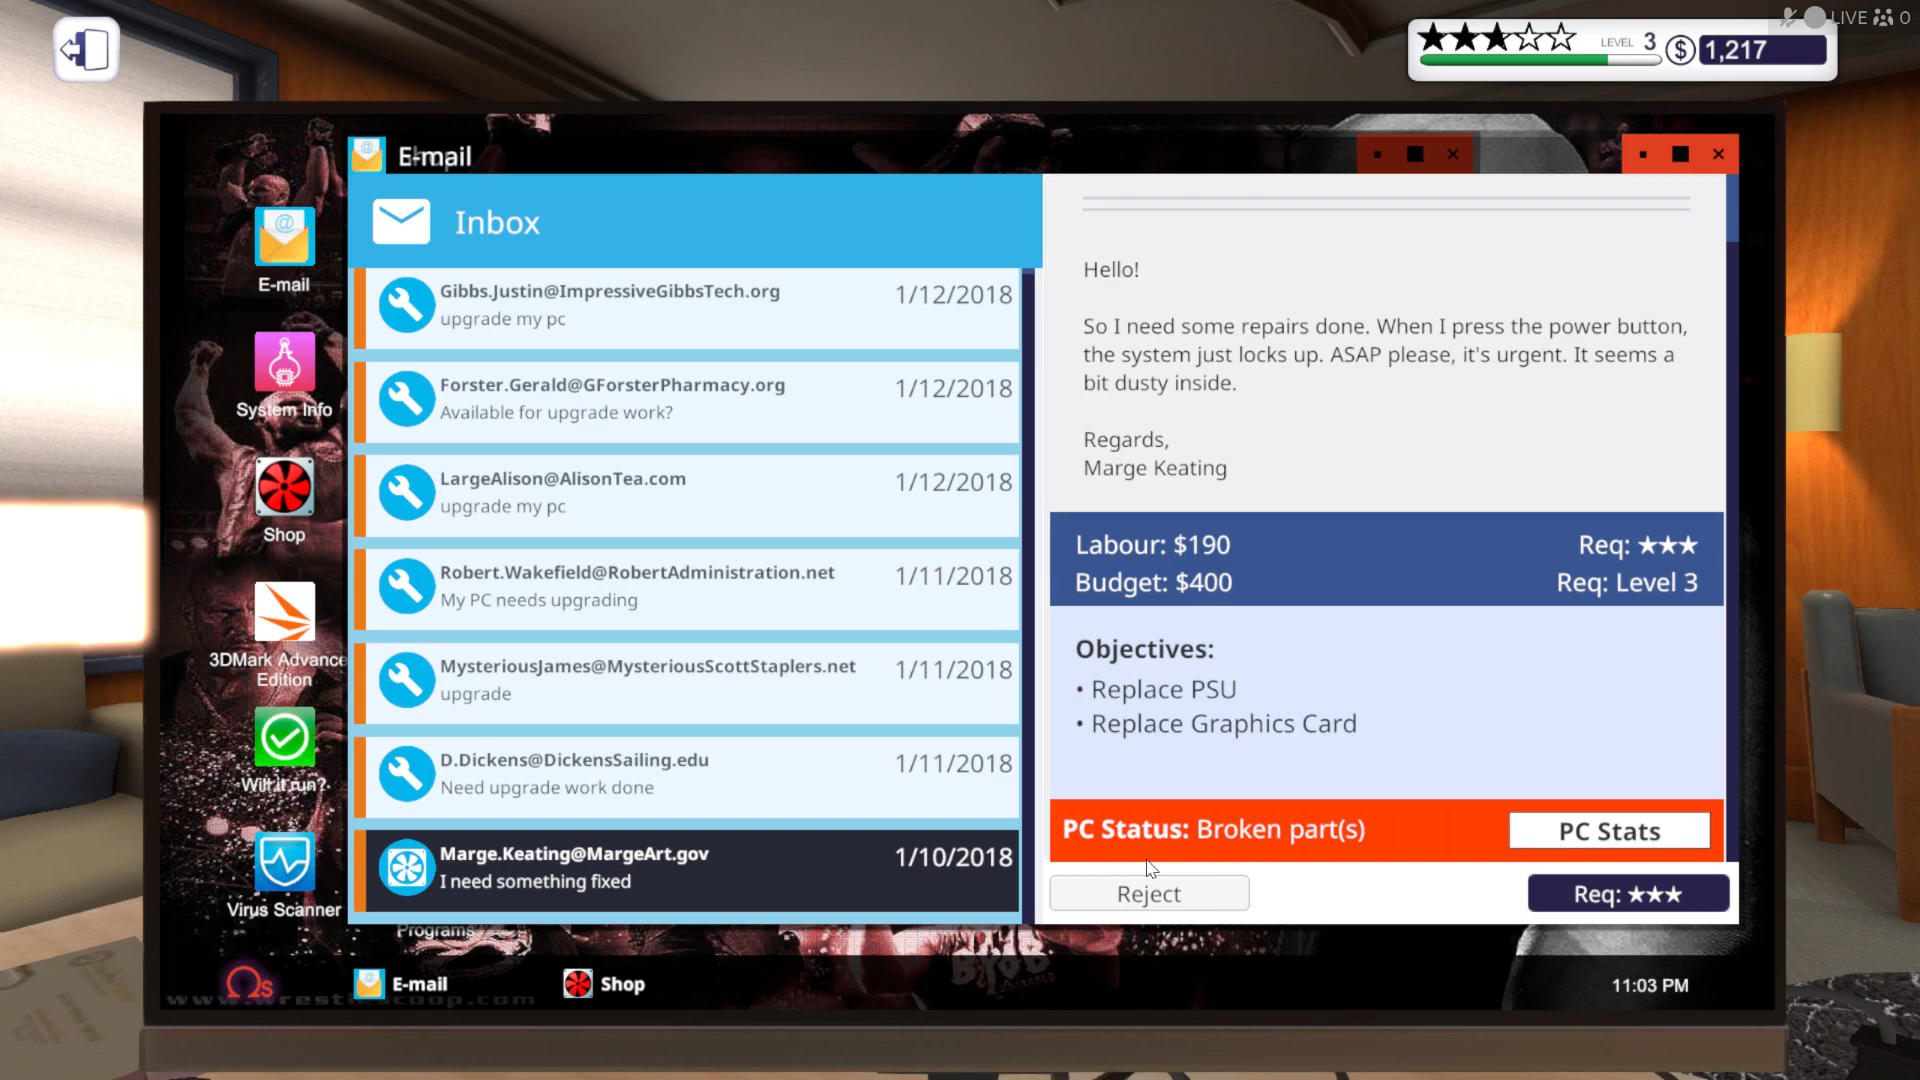 LIVE 0
LEVEL 3
$ 1,217
E-mail
Inbox
Gibbs.Justin@ImpressiveGibbsTech.org
1/12/2018
upgrade my pc
Forster.Gerald@GForsterPharmacy.org
1/12/2018
Available for upgrade work?
LargeAlison@AlisonTea.com
1/12/2018
upgrade my pc
Robert.Wakefield@RobertAdministration.net
1/11/2018
My PC needs upgrading
MysteriousJames@MysteriousScottStaplers.net
1/11/2018
upgrade
D.Dickens@DickensSailing.edu
1/11/2018
Need upgrade work done
Marge.Keating@MargeArt.gov
1/10/2018
I need something fixed
Hello!
So I need some repairs done. When I press the power button,
the system just locks up. ASAP please, it's urgent. It seems a
bit dusty inside.
Regards,
Marge Keating
Labour: $190
Req: ★★★
Budget: $400
Req: Level 3
Objectives:
• Replace PSU
• Replace Graphics Card
PC Status: Broken part(s)
PC Stats
Reject
Req: ★★★
E-mail
System Info
Shop
3DMark Advance
Edition
Will it run?
Virus Scanner
Programs
E-mail
Shop
11:03 PM